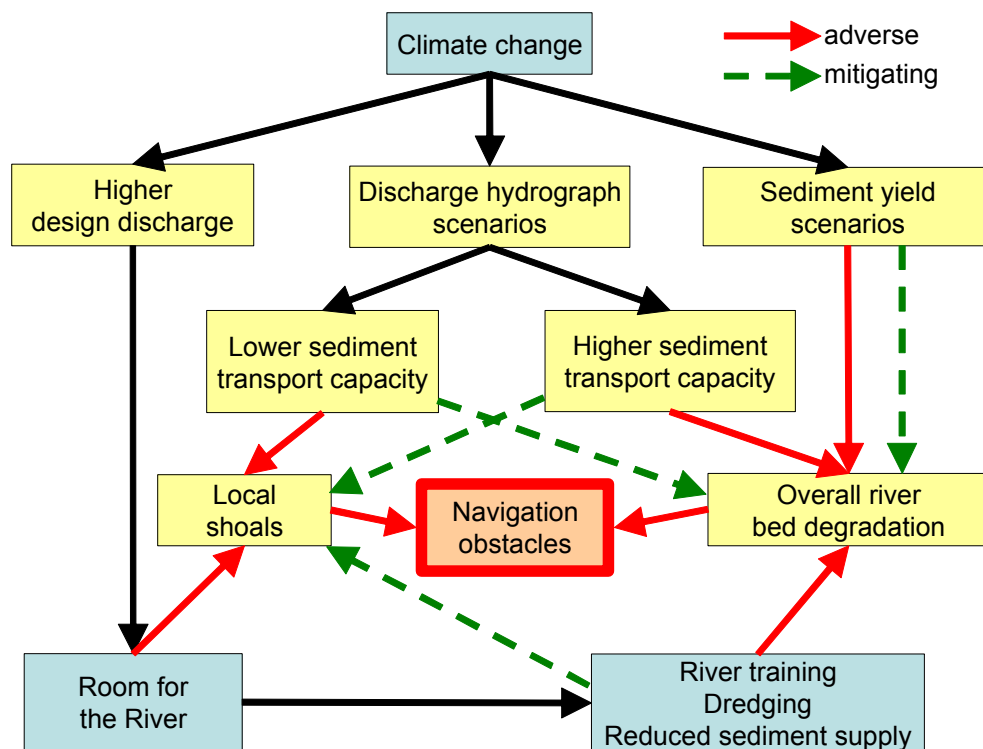 Climate change
adverse
mitigating
Higher
design discharge
Discharge hydrograph
scenarios
Sediment yield
scenarios
Lower sediment
transport capacity
Higher sediment
transport capacity
Local
shoals
Navigation
obstacles
Overall river
bed degradation
Room for
the River
River training
Dredging
Reduced sediment supply